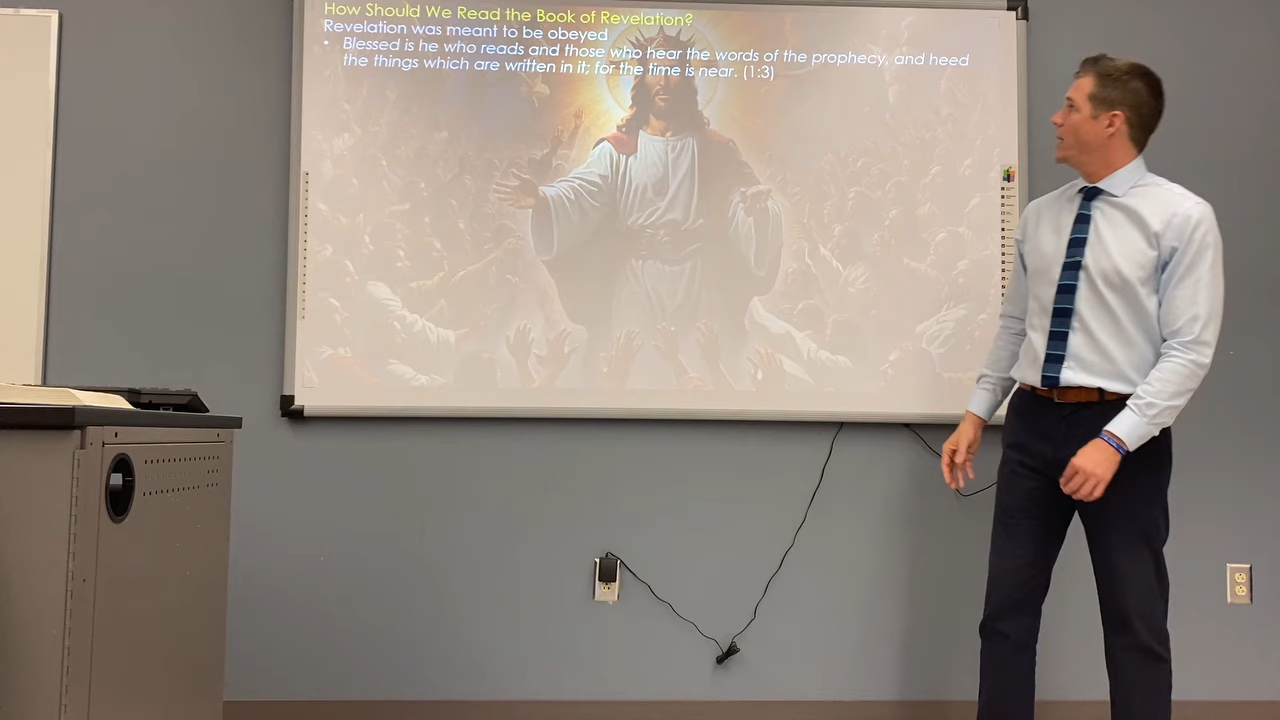 How Should We Read the Book of Revelation?
Revelation was meant to be obeyed
• Blessed is he who reads and those who hear the words of the prophecy, and heed
the things which are written in it; for the time is near. (1:3)